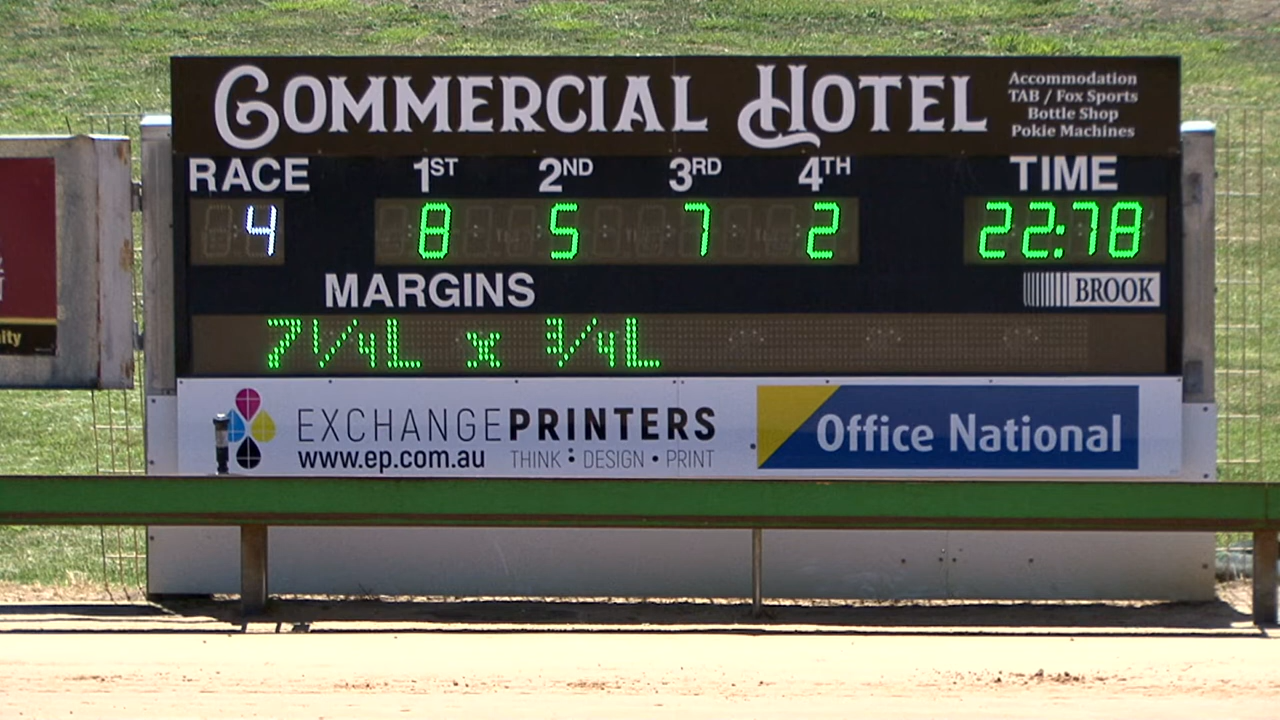 COMMERCIAL HOTEL
Accommodation
TAB / Fox Sports
Bottle Shop
Pokie Machines
RACE 1ST 2ND 3RD 4TH TIME
4 8 5 7 2 22:78
MARGINS
BROOK
7 1/4L x 3/4L
EXCHANGEPRINTERS
www.ep.com.au THINK • DESIGN • PRINT
Office National